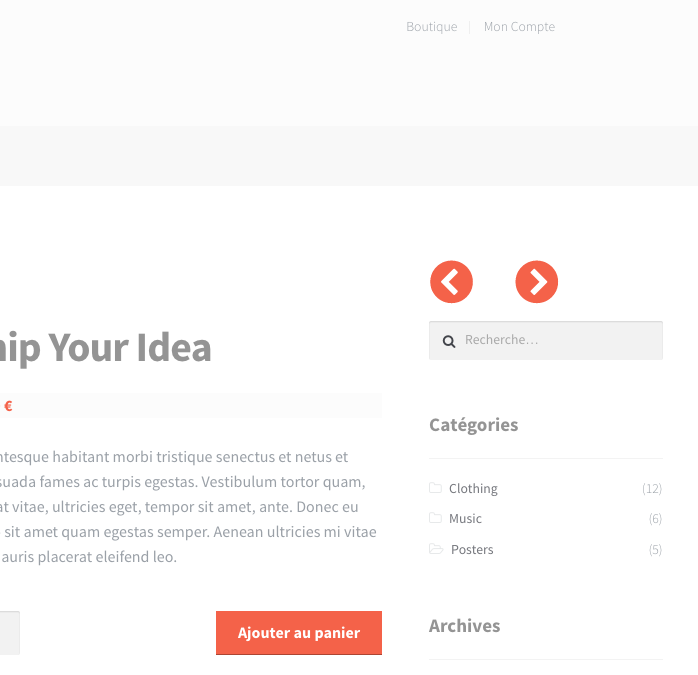 Boutique
Mon Compte
Recherche…
hip Your Idea
€
Catégories
ntesque habitant morbi tristique senectus et netus et
suada fames ac turpis egestas. Vestibulum tortor quam,
at vitae, ultricies eget, tempor sit amet, ante. Donec eu
sit amet quam egestas semper. Aenean ultricies mi vitae
auris placerat eleifend leo.
Clothing (12)
Music (6)
Posters (5)
Ajouter au panier
Archives